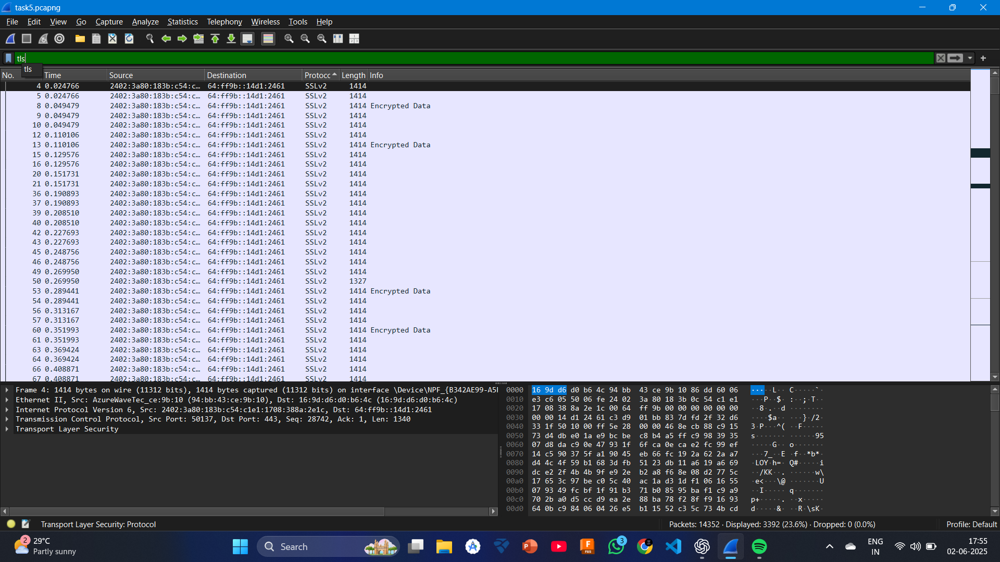 task5.pcapng
File Edit View Go Capture Analyze Statistics Telephony Wireless Tools Help
tls
tls
No. Time Source Destination Protocc Length Info
4 0.024766 2402:3a80:183b:c54:c… 64:ff9b::14d1:2461 SSLv2 1414
5 0.024766 2402:3a80:183b:c54:c… 64:ff9b::14d1:2461 SSLv2 1414
8 0.049479 2402:3a80:183b:c54:c… 64:ff9b::14d1:2461 SSLv2 1414 Encrypted Data
9 0.049479 2402:3a80:183b:c54:c… 64:ff9b::14d1:2461 SSLv2 1414
10 0.049479 2402:3a80:183b:c54:c… 64:ff9b::14d1:2461 SSLv2 1414
12 0.110106 2402:3a80:183b:c54:c… 64:ff9b::14d1:2461 SSLv2 1414
13 0.110106 2402:3a80:183b:c54:c… 64:ff9b::14d1:2461 SSLv2 1414 Encrypted Data
15 0.129576 2402:3a80:183b:c54:c… 64:ff9b::14d1:2461 SSLv2 1414
16 0.129576 2402:3a80:183b:c54:c… 64:ff9b::14d1:2461 SSLv2 1414
20 0.151731 2402:3a80:183b:c54:c… 64:ff9b::14d1:2461 SSLv2 1414
21 0.151731 2402:3a80:183b:c54:c… 64:ff9b::14d1:2461 SSLv2 1414
36 0.190893 2402:3a80:183b:c54:c… 64:ff9b::14d1:2461 SSLv2 1414
37 0.190893 2402:3a80:183b:c54:c… 64:ff9b::14d1:2461 SSLv2 1414
39 0.208510 2402:3a80:183b:c54:c… 64:ff9b::14d1:2461 SSLv2 1414
40 0.208510 2402:3a80:183b:c54:c… 64:ff9b::14d1:2461 SSLv2 1414
42 0.227693 2402:3a80:183b:c54:c… 64:ff9b::14d1:2461 SSLv2 1414
43 0.227693 2402:3a80:183b:c54:c… 64:ff9b::14d1:2461 SSLv2 1414
45 0.248756 2402:3a80:183b:c54:c… 64:ff9b::14d1:2461 SSLv2 1414
46 0.248756 2402:3a80:183b:c54:c… 64:ff9b::14d1:2461 SSLv2 1414
49 0.269950 2402:3a80:183b:c54:c… 64:ff9b::14d1:2461 SSLv2 1414
50 0.269950 2402:3a80:183b:c54:c… 64:ff9b::14d1:2461 SSLv2 1327
53 0.289441 2402:3a80:183b:c54:c… 64:ff9b::14d1:2461 SSLv2 1414 Encrypted Data
54 0.289441 2402:3a80:183b:c54:c… 64:ff9b::14d1:2461 SSLv2 1414
56 0.313167 2402:3a80:183b:c54:c… 64:ff9b::14d1:2461 SSLv2 1414
57 0.313167 2402:3a80:183b:c54:c… 64:ff9b::14d1:2461 SSLv2 1414
60 0.351993 2402:3a80:183b:c54:c… 64:ff9b::14d1:2461 SSLv2 1414 Encrypted Data
61 0.351993 2402:3a80:183b:c54:c… 64:ff9b::14d1:2461 SSLv2 1414
63 0.369424 2402:3a80:183b:c54:c… 64:ff9b::14d1:2461 SSLv2 1414
64 0.369424 2402:3a80:183b:c54:c… 64:ff9b::14d1:2461 SSLv2 1414
66 0.408871 2402:3a80:183b:c54:c… 64:ff9b::14d1:2461 SSLv2 1414
67 0.408871 2402:3a80:183b:c54:c… 64:ff9b::14d1:2461 SSLv2 1414
Frame 4: 1414 bytes on wire (11312 bits), 1414 bytes captured (11312 bits) on interface \Device\NPF_{B342AE99-A5
Ethernet II, Src: AzureWaveTec_ce:9b:10 (94:bb:43:ce:9b:10), Dst: 16:9d:d6:d0:b6:4c (16:9d:d6:d0:b6:4c)
Internet Protocol Version 6, Src: 2402:3a80:183b:c54:c1e1:1708:388a:2e1c, Dst: 64:ff9b::14d1:2461
Transmission Control Protocol, Src Port: 50137, Dst Port: 443, Seq: 28742, Ack: 1, Len: 1340
Transport Layer Security
0000 16 9d d6 d0 b6 4c 94 bb 43 ce 9b 10 86 dd 60 06 ·····L·· C·····`·
0010 e3 c6 05 50 06 fe 24 02 3a 80 18 3b 0c 54 c1 e1 ···P··$· :··;·T··
0020 17 08 38 8a 2e 1c 00 64 ff 9b 00 00 00 00 00 00 ··8·.··d ········
0030 00 00 14 d1 24 61 c3 d9 01 bb 83 7d fd 2f 32 d6 ····$a·· ···}·/2·
0040 33 1f 50 10 00 ff 5e 28 00 00 00 46 8e cb 88 c9 15 3·P···^( ··F·····
0050 73 d4 db e0 1a e9 bc be c8 b4 a5 ff c9 98 39 35 s······· ······95
0060 07 d8 da c9 0e 47 93 1f 6f ca 0e ca e2 fc 99 ef ·····G·· o·······
0070 14 c5 90 37 5f a1 90 45 eb 66 fc 19 2a 62 2a a7 ···7_··E ·f··*b*·
0080 d4 4c 4f 59 b1 68 3d fb 51 23 db 11 a6 19 a6 69 ·LOY·h=· Q#·····i
0090 dc e2 2f 4b 4b 9f e9 2e b2 a8 f6 8e 08 d2 77 5c ··/KK··. ······w\
00a0 17 65 3c 97 be c0 5c 40 ac 1a d3 1d f1 06 16 55 ·e<···\@ ·······U
00b0 07 93 49 fc bf 1f 91 b3 71 b0 85 95 ba f1 c9 a9 ··I····· q·······
00c0 70 2b a0 d5 cc d9 ea 2e 88 ba 78 f2 8f f9 16 93 p+·····. ··x·····
00d0 64 0b c9 84 06 04 26 e5 b1 15 52 c3 5c 73 4b cd d·····&· ··R·\sK·
Transport Layer Security: Protocol
Packets: 14352 · Displayed: 3392 (23.6%) · Dropped: 0 (0.0%)
Profile: Default
2
29°C
Partly sunny
Search
P
F
FUS
3
ENG
IN
17:55
02-06-2025